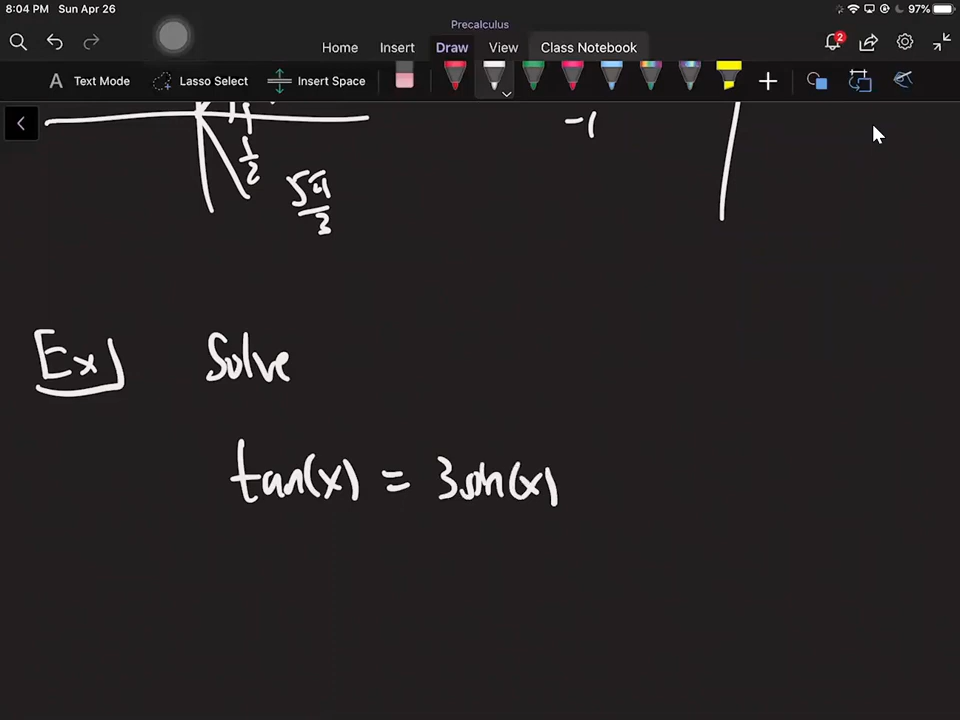 8:04 PM Sun Apr 26 97%
Precalculus
Home Insert Draw View Class Notebook 2
Text Mode Lasso Select Insert Space
-1
1/2
5π/3
Ex] Solve
tan(x) = 3sin(x)